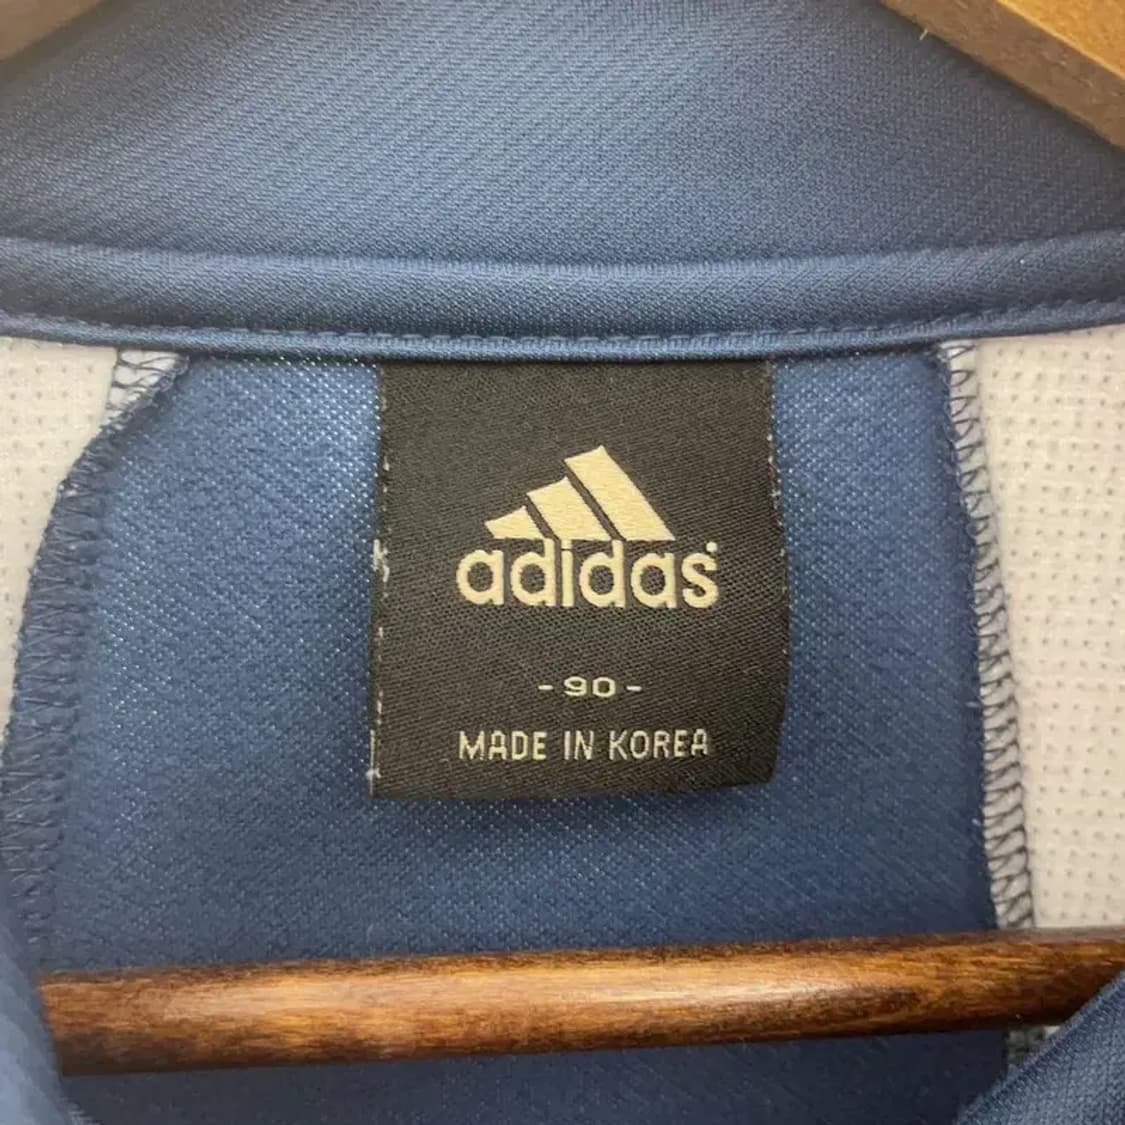 adidas
- 90 -
MADE IN KOREA